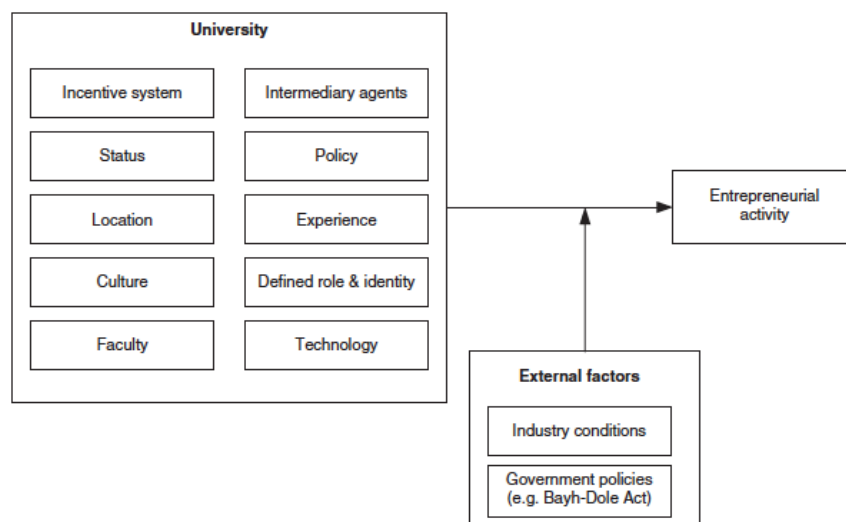 University
Incentive system
Intermediary agents
Status
Policy
Location
Experience
Culture
Defined role & identity
Faculty
Technology
Entrepreneurial
activity
External factors
Industry conditions
Government policies
(e.g. Bayh-Dole Act)